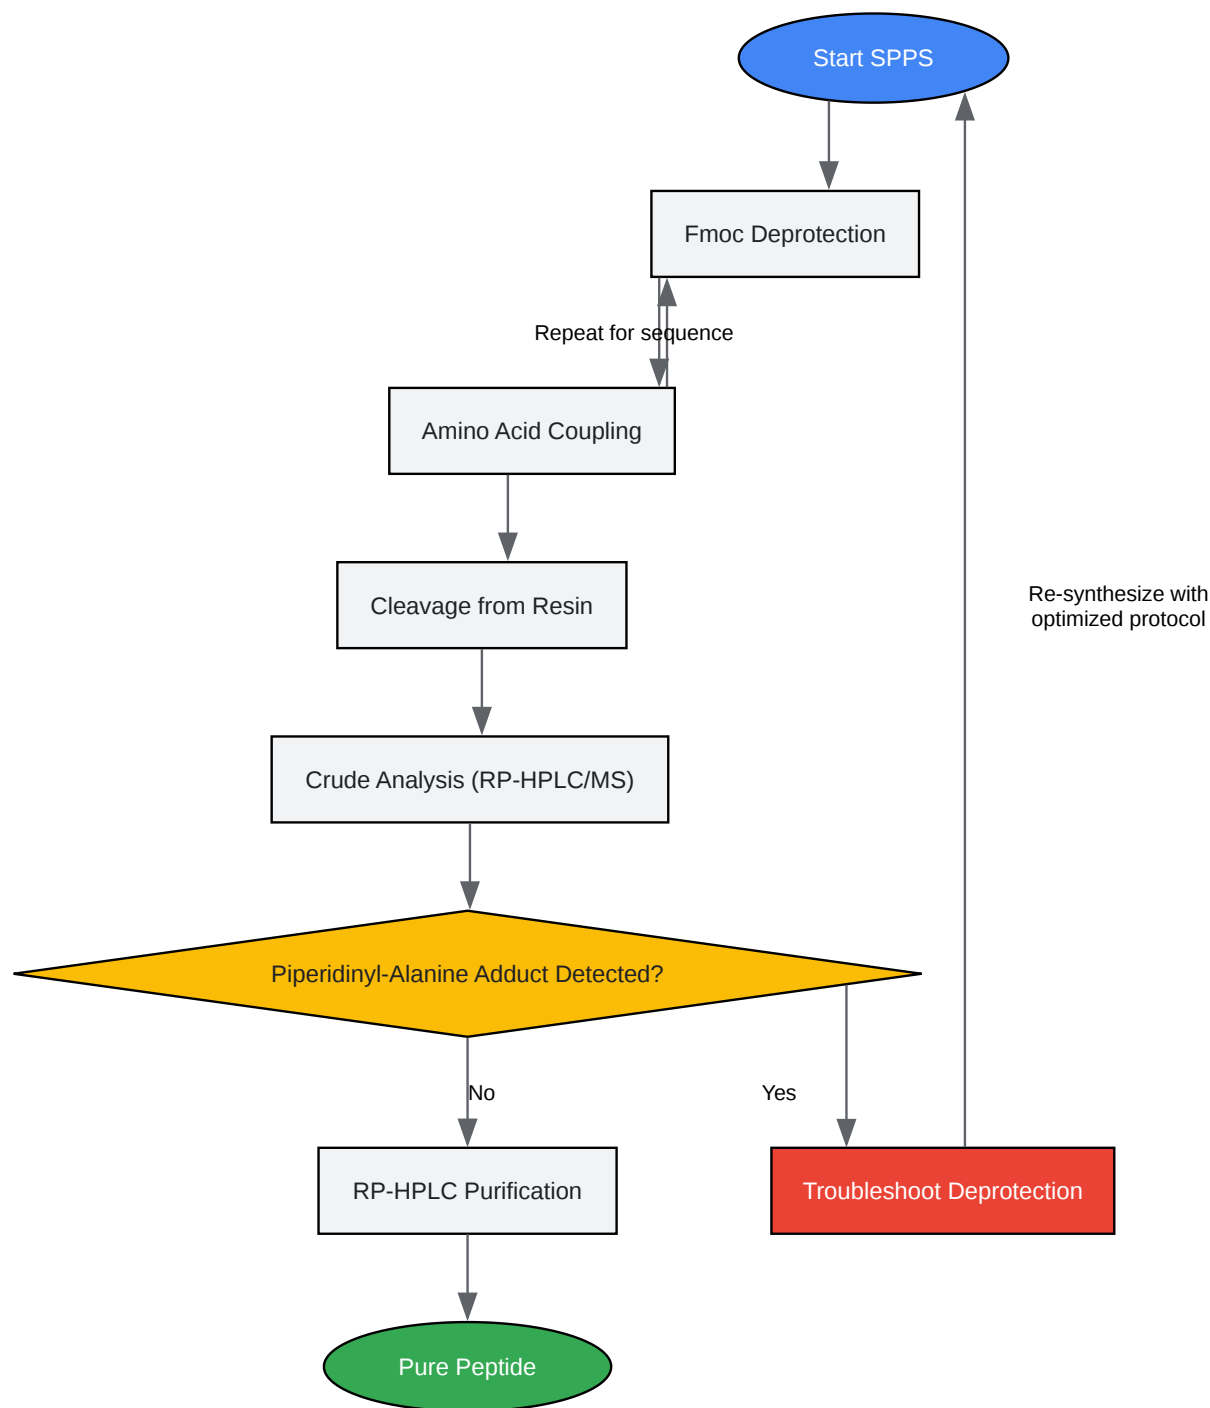 Start SPPS
Fmoc Deprotection
Repeat for sequence
Amino Acid Coupling
Cleavage from Resin
Re-synthesize with
optimized protocol
Crude Analysis (RP-HPLC/MS)
Piperidinyl-Alanine Adduct Detected?
No
Yes
RP-HPLC Purification
Troubleshoot Deprotection
Pure Peptide